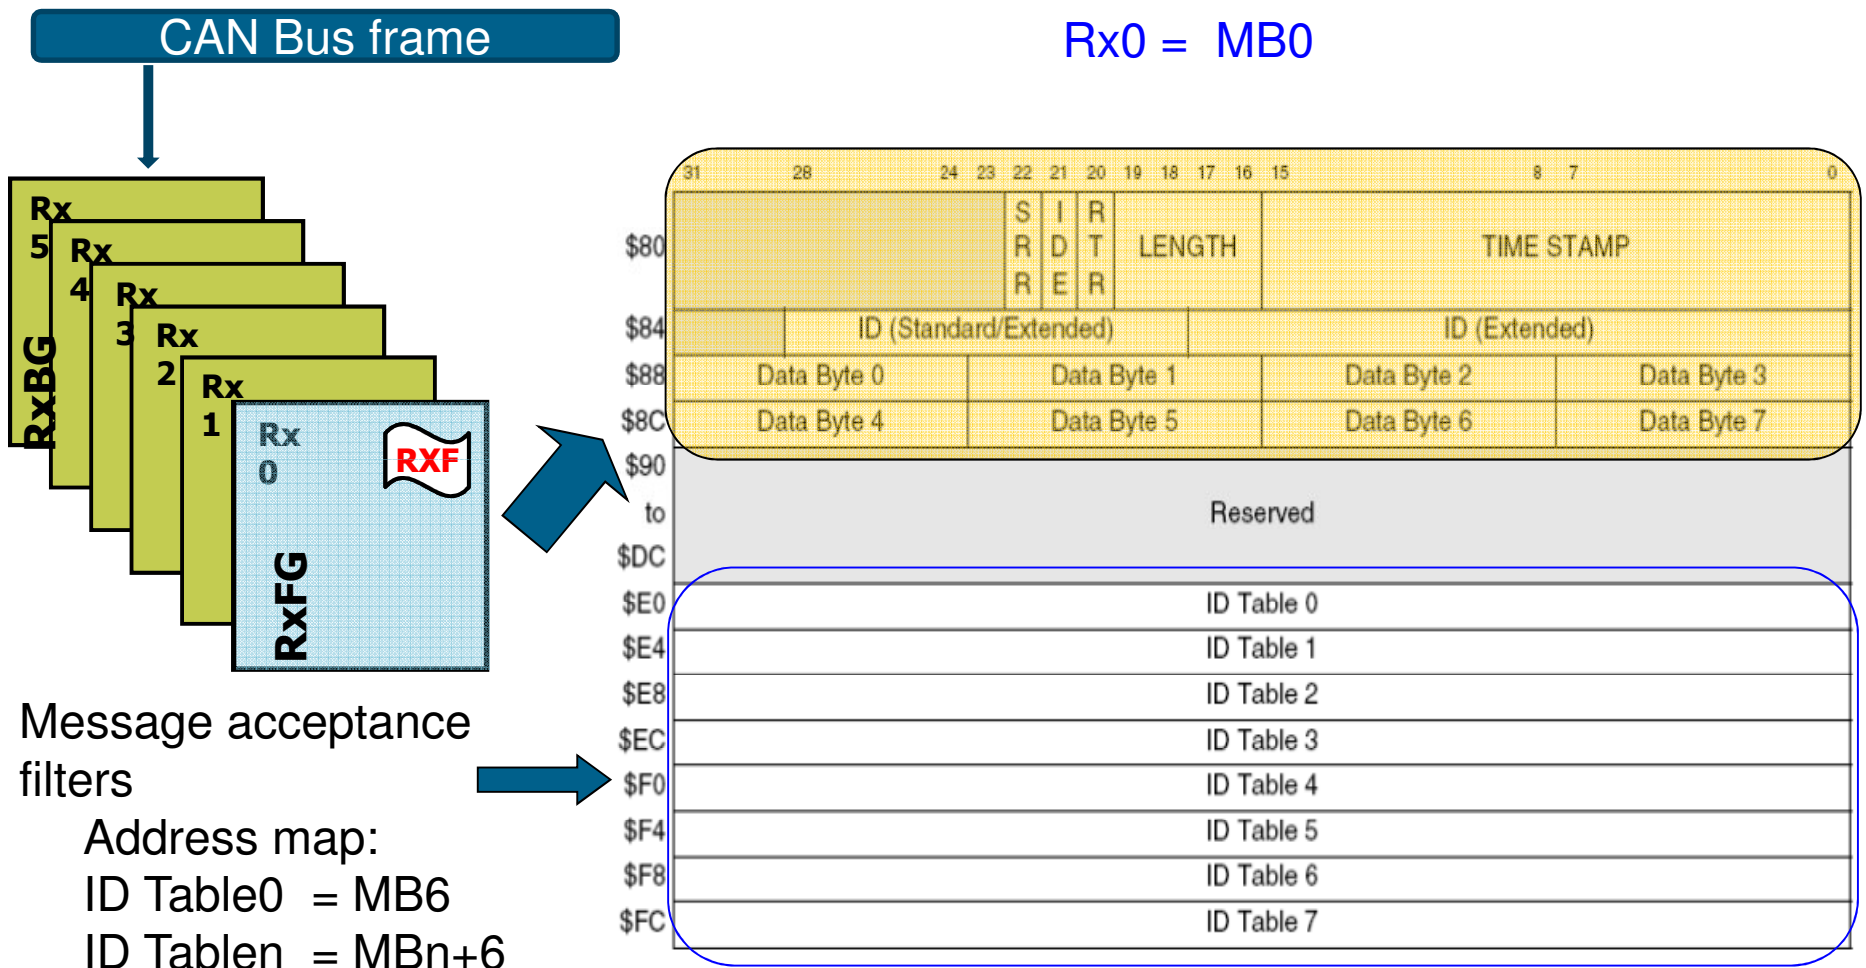 CAN Bus frame
Rx0 = MB0
Rx
5
RxBG
Rx
4
Rx
3
Rx
2
Rx
1
Rx
0
RXF
RxFG
31 28 24 23 22 21 20 19 18 17 16 15 8 7 0
$80 SRR IDE RTR LENGTH TIME STAMP
$84 ID (Standard/Extended) ID (Extended)
$88 Data Byte 0 Data Byte 1 Data Byte 2 Data Byte 3
$8C Data Byte 4 Data Byte 5 Data Byte 6 Data Byte 7
$90
to Reserved
$DC
$E0 ID Table 0
$E4 ID Table 1
$E8 ID Table 2
$EC ID Table 3
$F0 ID Table 4
$F4 ID Table 5
$F8 ID Table 6
$FC ID Table 7
Message acceptance
filters
Address map:
ID Table0 = MB6
ID Tablen = MBn+6